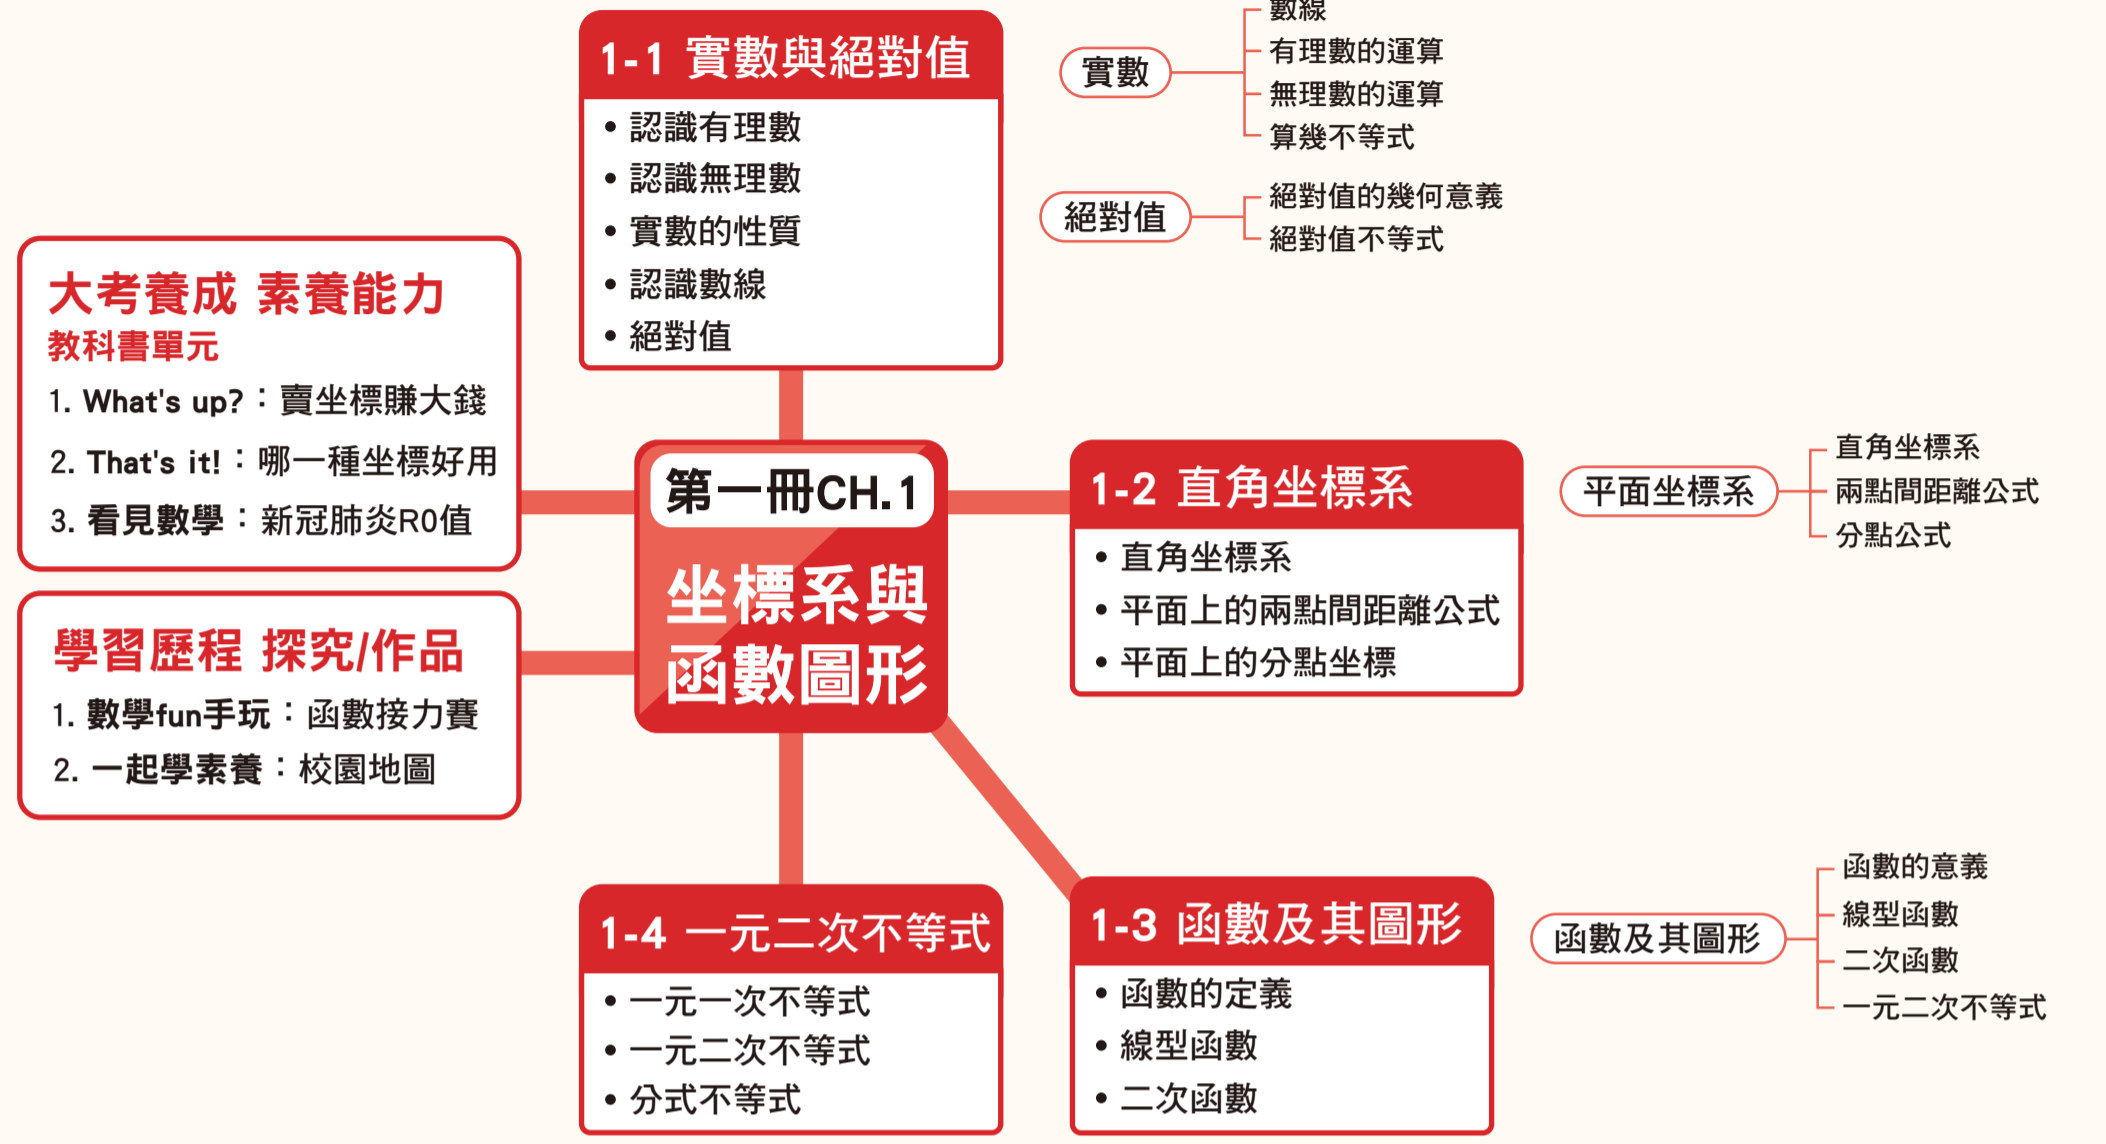 1-1 實數與絕對值
• 認識有理數
• 認識無理數
• 實數的性質
• 認識數線
• 絕對值
實數
數線
有理數的運算
無理數的運算
算幾不等式
絕對值
絕對值的幾何意義
絕對值不等式
大考養成 素養能力
教科書單元
1. What's up?：賣坐標賺大錢
2. That's it!：哪一種坐標好用
3. 看見數學：新冠肺炎R0值
學習歷程 探究/作品
1. 數學fun手玩：函數接力賽
2. 一起學素養：校園地圖
第一冊CH.1
坐標系與
函數圖形
1-2 直角坐標系
• 直角坐標系
• 平面上的兩點間距離公式
• 平面上的分點坐標
平面坐標系
直角坐標系
兩點間距離公式
分點公式
1-4 一元二次不等式
• 一元一次不等式
• 一元二次不等式
• 分式不等式
1-3 函數及其圖形
• 函數的定義
• 線型函數
• 二次函數
函數及其圖形
函數的意義
線型函數
二次函數
一元二次不等式